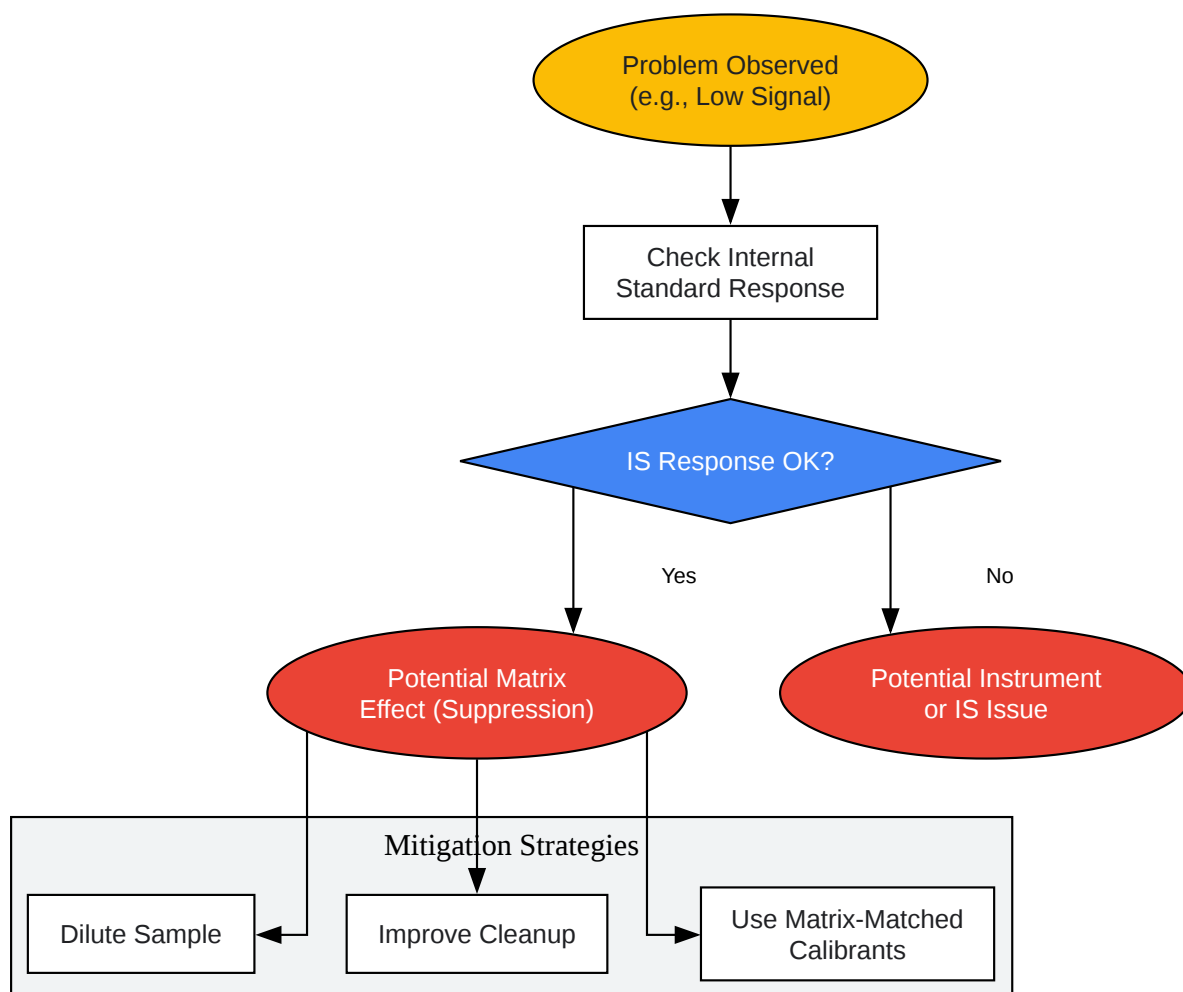 Problem Observed
(e.g., Low Signal)
Check Internal
Standard Response
IS Response OK?
Yes
No
Potential Matrix
Effect (Suppression)
Potential Instrument
or IS Issue
Mitigation Strategies
Dilute Sample
Improve Cleanup
Use Matrix-Matched
Calibrants